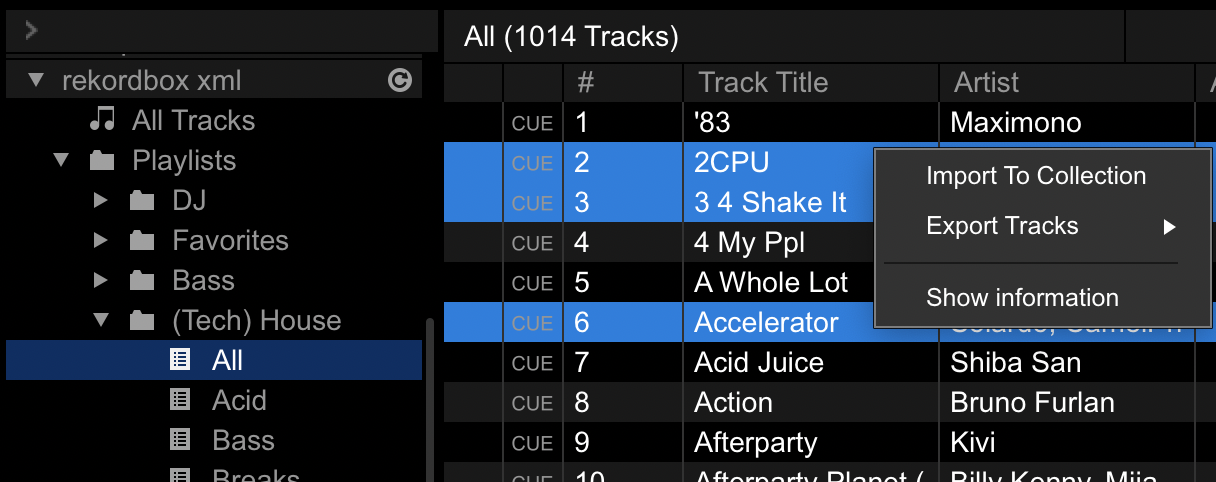 All (1014 Tracks)
rekordbox xml
All Tracks
Playlists
DJ
Favorites
Bass
(Tech) House
All
Acid
Bass
Breaks
# Track Title Artist
CUE 1 '83 Maximono
CUE 2 2CPU
CUE 3 3 4 Shake It
CUE 4 4 My Ppl
CUE 5 A Whole Lot
CUE 6 Accelerator
CUE 7 Acid Juice Shiba San
CUE 8 Action Bruno Furlan
CUE 9 Afterparty Kivi
10 Afterparty Planet ( Billy Kenny, Mija
Import To Collection
Export Tracks
Show information